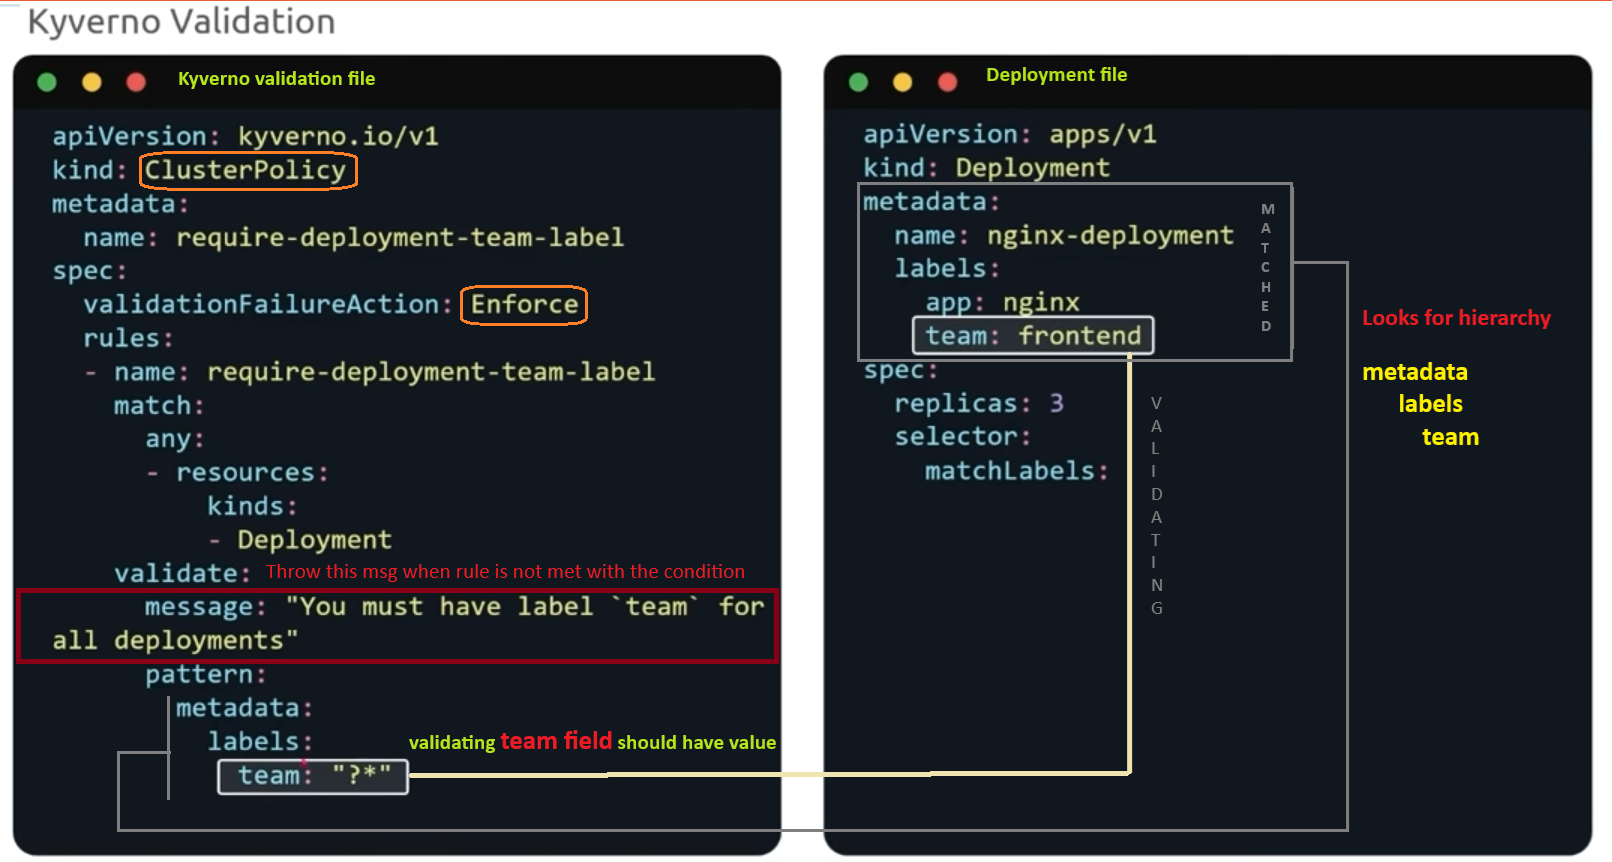 Kyverno Validation
Kyverno validation file
apiVersion: kyverno.io/v1
kind: ClusterPolicy
metadata:
  name: require-deployment-team-label
spec:
  validationFailureAction: Enforce
  rules:
  - name: require-deployment-team-label
    match:
      any:
      - resources:
          kinds:
          - Deployment
    validate: Throw this msg when rule is not met with the condition
      message: "You must have label `team` for
all deployments"
      pattern:
        metadata:
          labels:
            team: "?*"
validating team field should have value
Deployment file
apiVersion: apps/v1
kind: Deployment
metadata:
  name: nginx-deployment
  labels:
    app: nginx
    team: frontend
spec:
  replicas: 3
  selector:
    matchLabels:
MATCHED
VALIDATING
Looks for hierarchy
metadata
labels
team